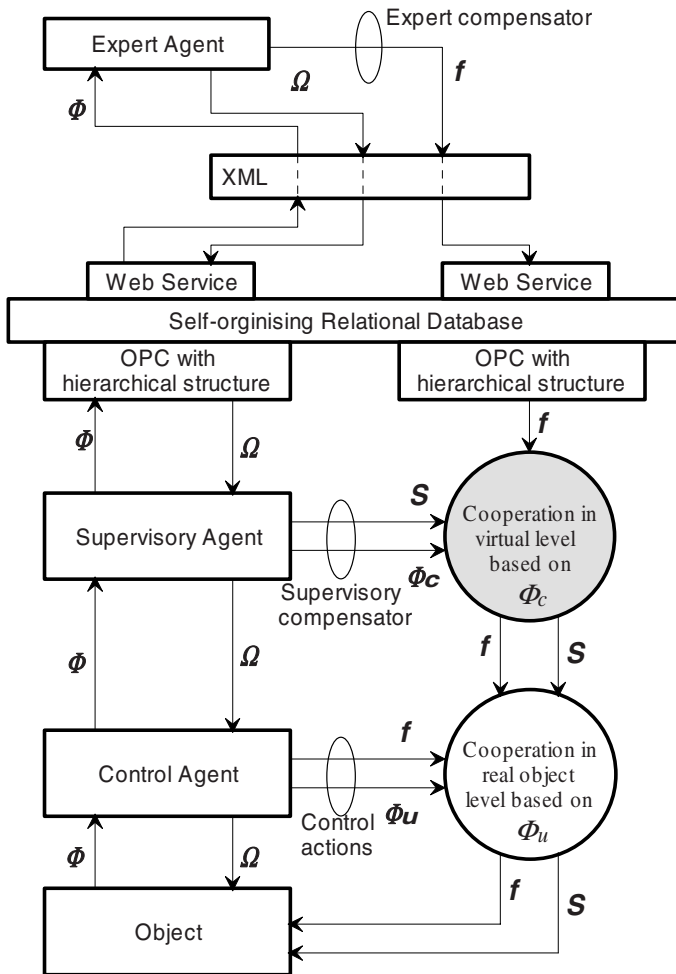 Expert compensator
Expert Agent
Ω
f
Φ
XML
Web Service
Web Service
Self-orginising Relational Database
OPC with
hierarchical structure
OPC with
hierarchical structure
Φ
Ω
f
S
Supervisory Agent
Cooperation in
virtual level
based on
Φc
Φc
Supervisory
compensator
Φ
Ω
f
S
f
Control Agent
Cooperation in
real object
level based on
Φu
Φu
Control
actions
Φ
Ω
f
S
Object